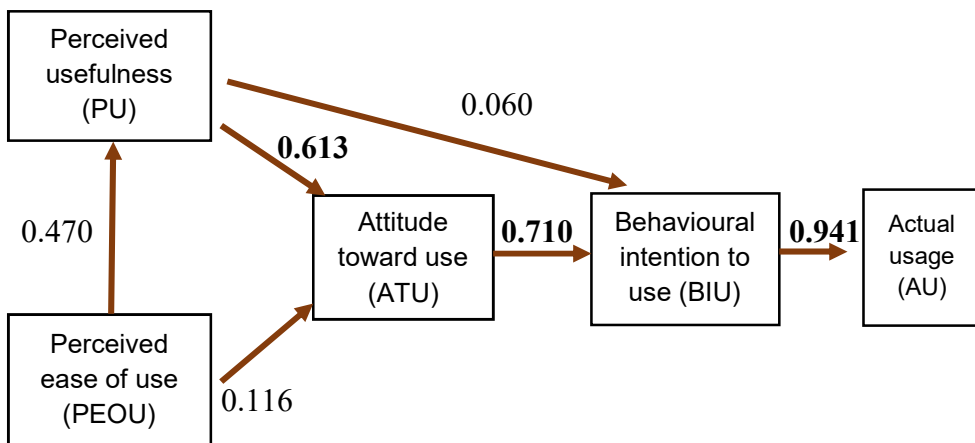 Perceived
usefulness
(PU)
0.060
0.613
0.470
Attitude
toward use
(ATU)
0.710
Behavioural
intention to
use (BIU)
0.941
Actual
usage
(AU)
Perceived
ease of use
(PEOU)
0.116